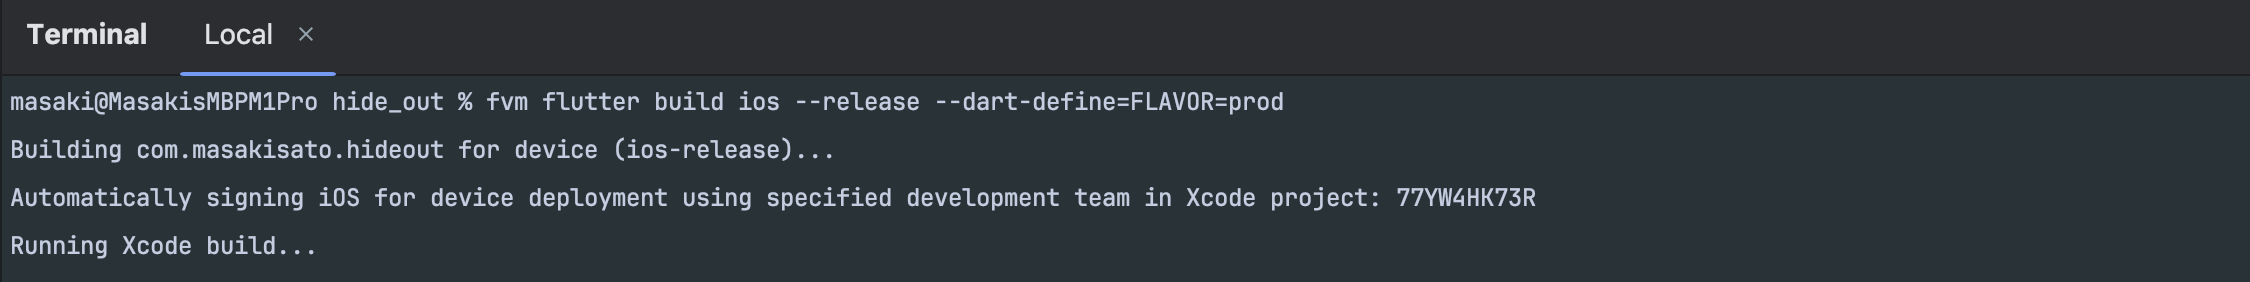 Terminal Local ×
masaki@MasakisMBPM1Pro hide_out % fvm flutter build ios --release --dart-define=FLAVOR=prod
Building com.masakisato.hideout for device (ios-release)...
Automatically signing iOS for device deployment using specified development team in Xcode project: 77YW4HK73R
Running Xcode build...